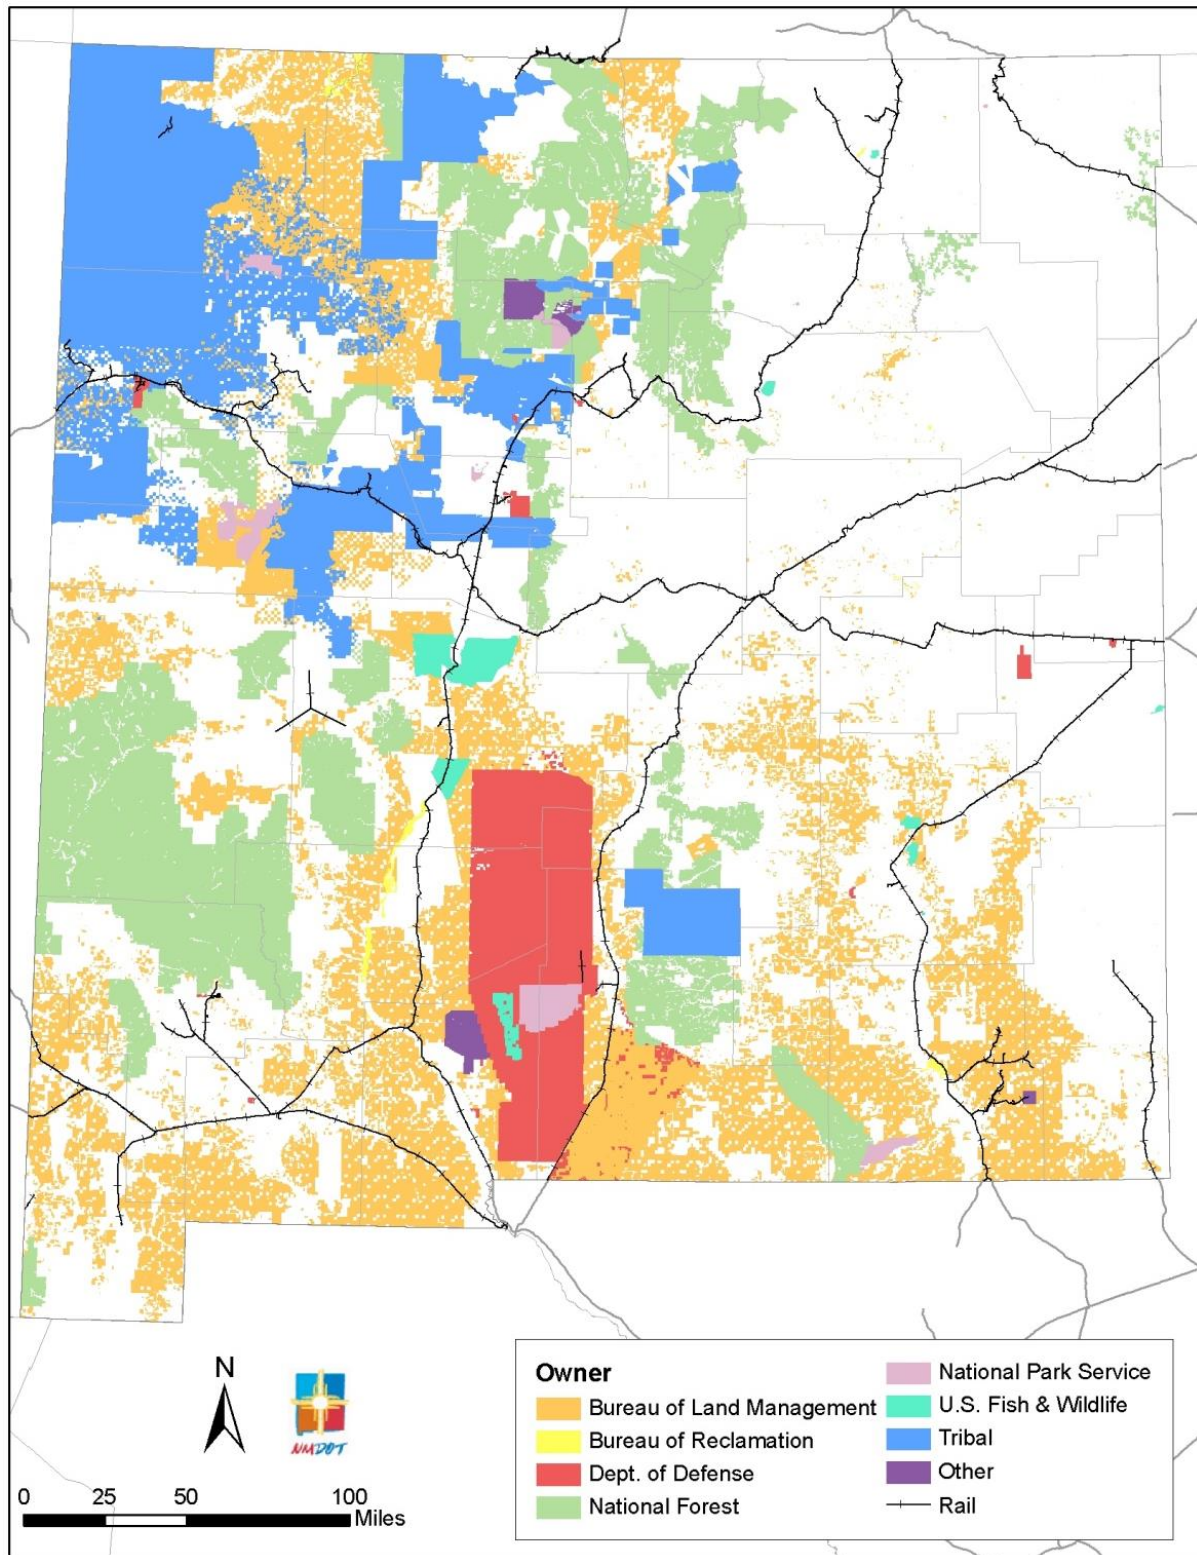 N
NMDOT
0 25 50 100
Miles
Owner
Bureau of Land Management
Bureau of Reclamation
Dept. of Defense
National Forest
National Park Service
U.S. Fish & Wildlife
Tribal
Other
Rail